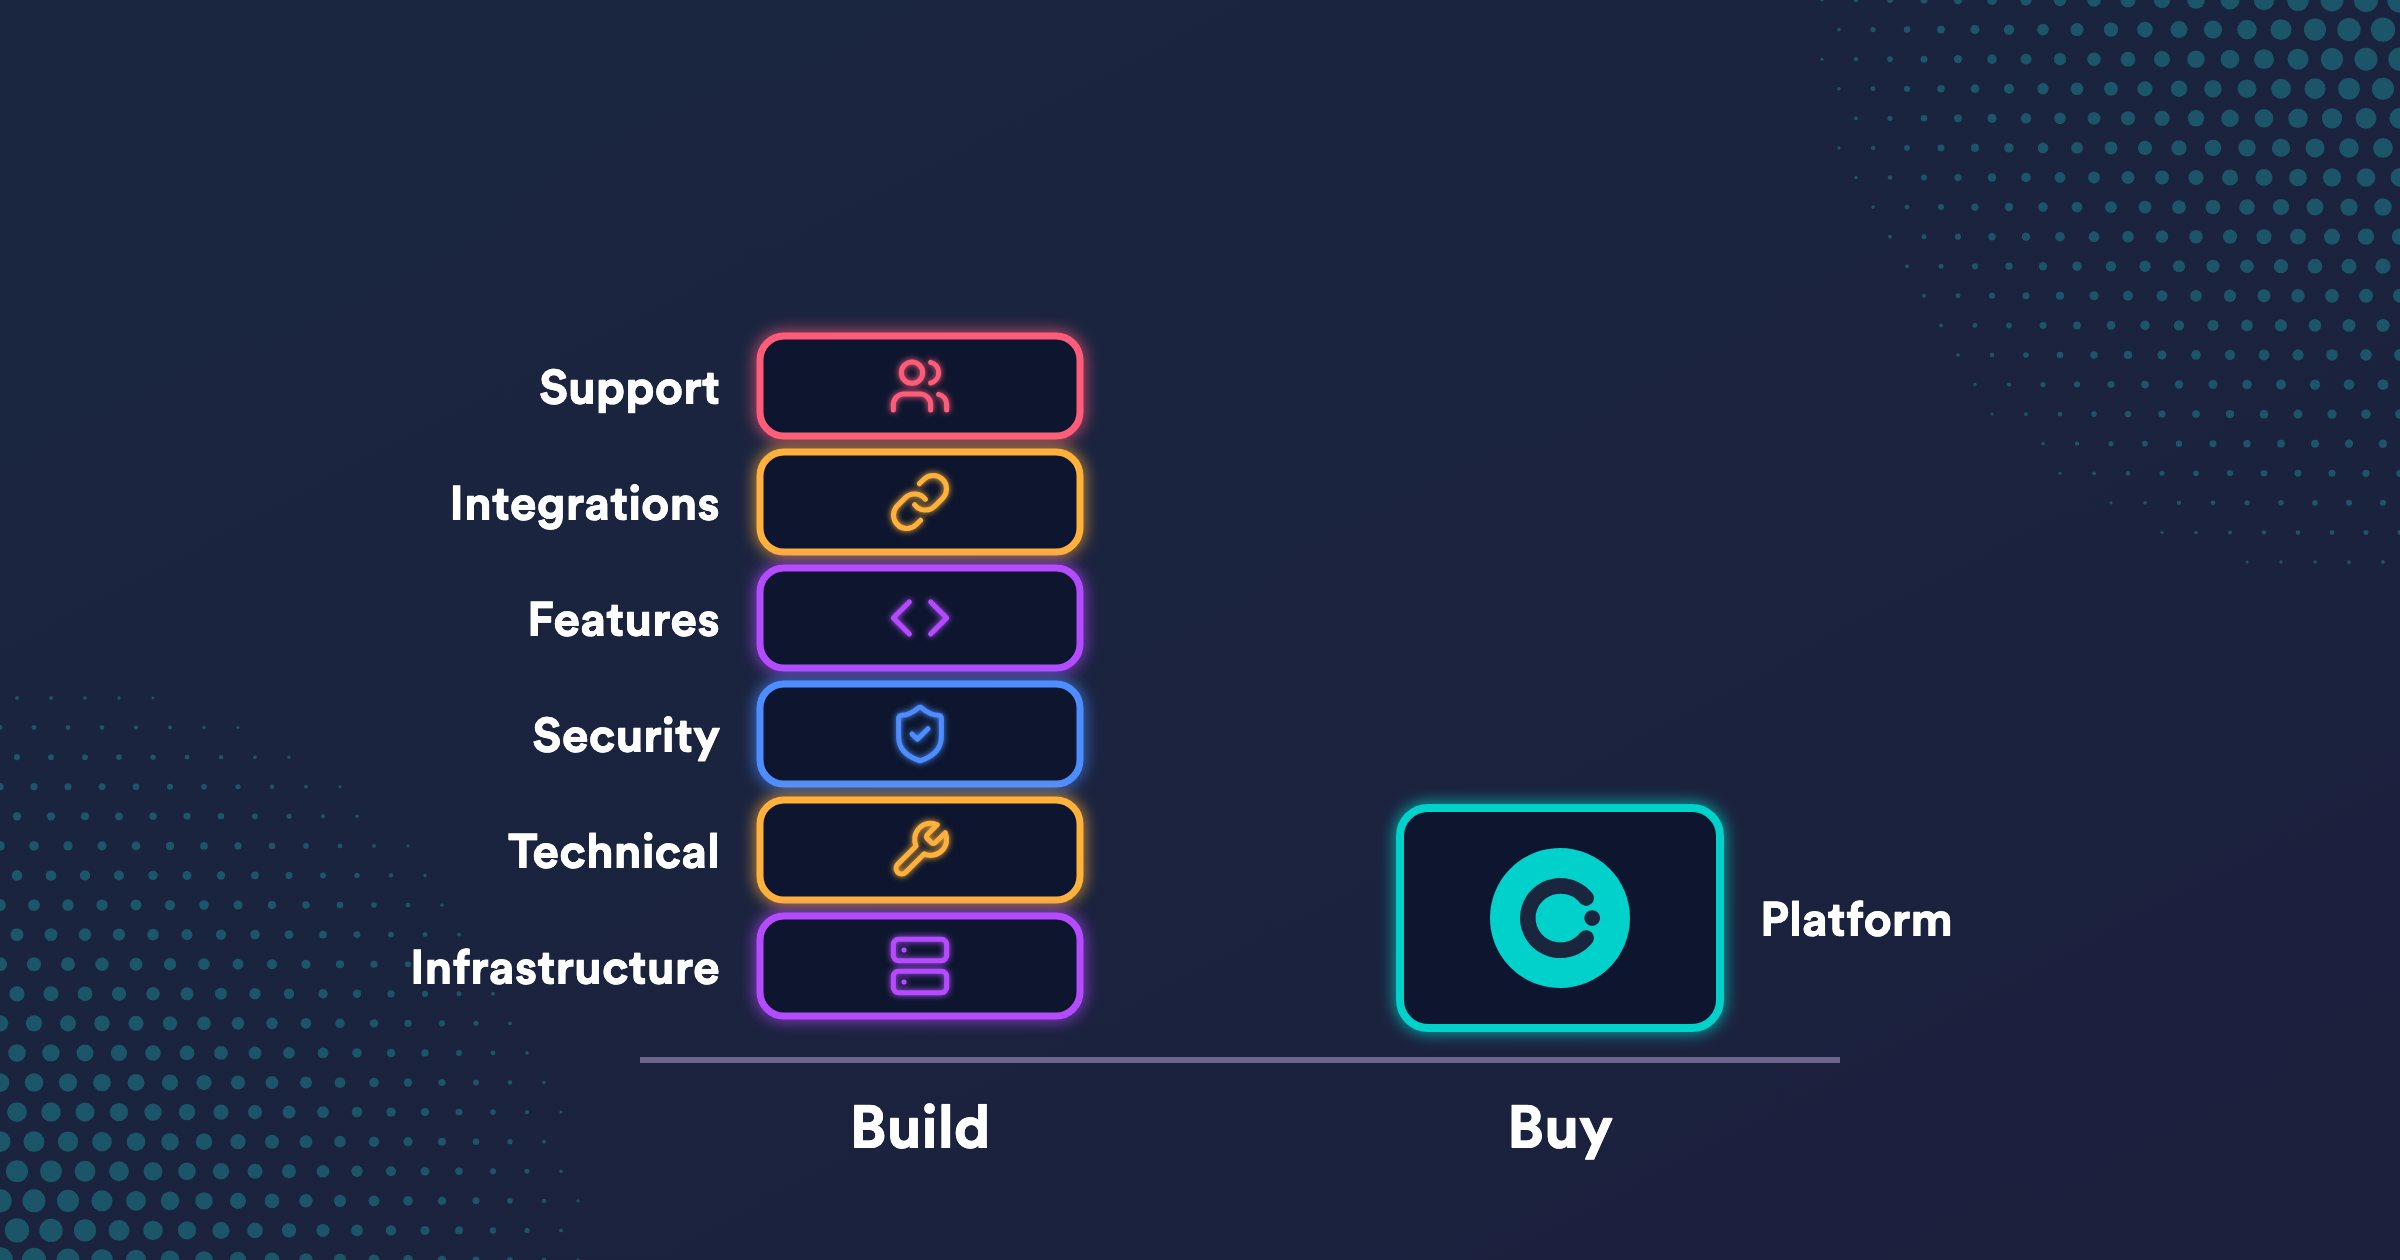 Support
Integrations
Features
Security
Technical
Infrastructure
Platform
Build
Buy